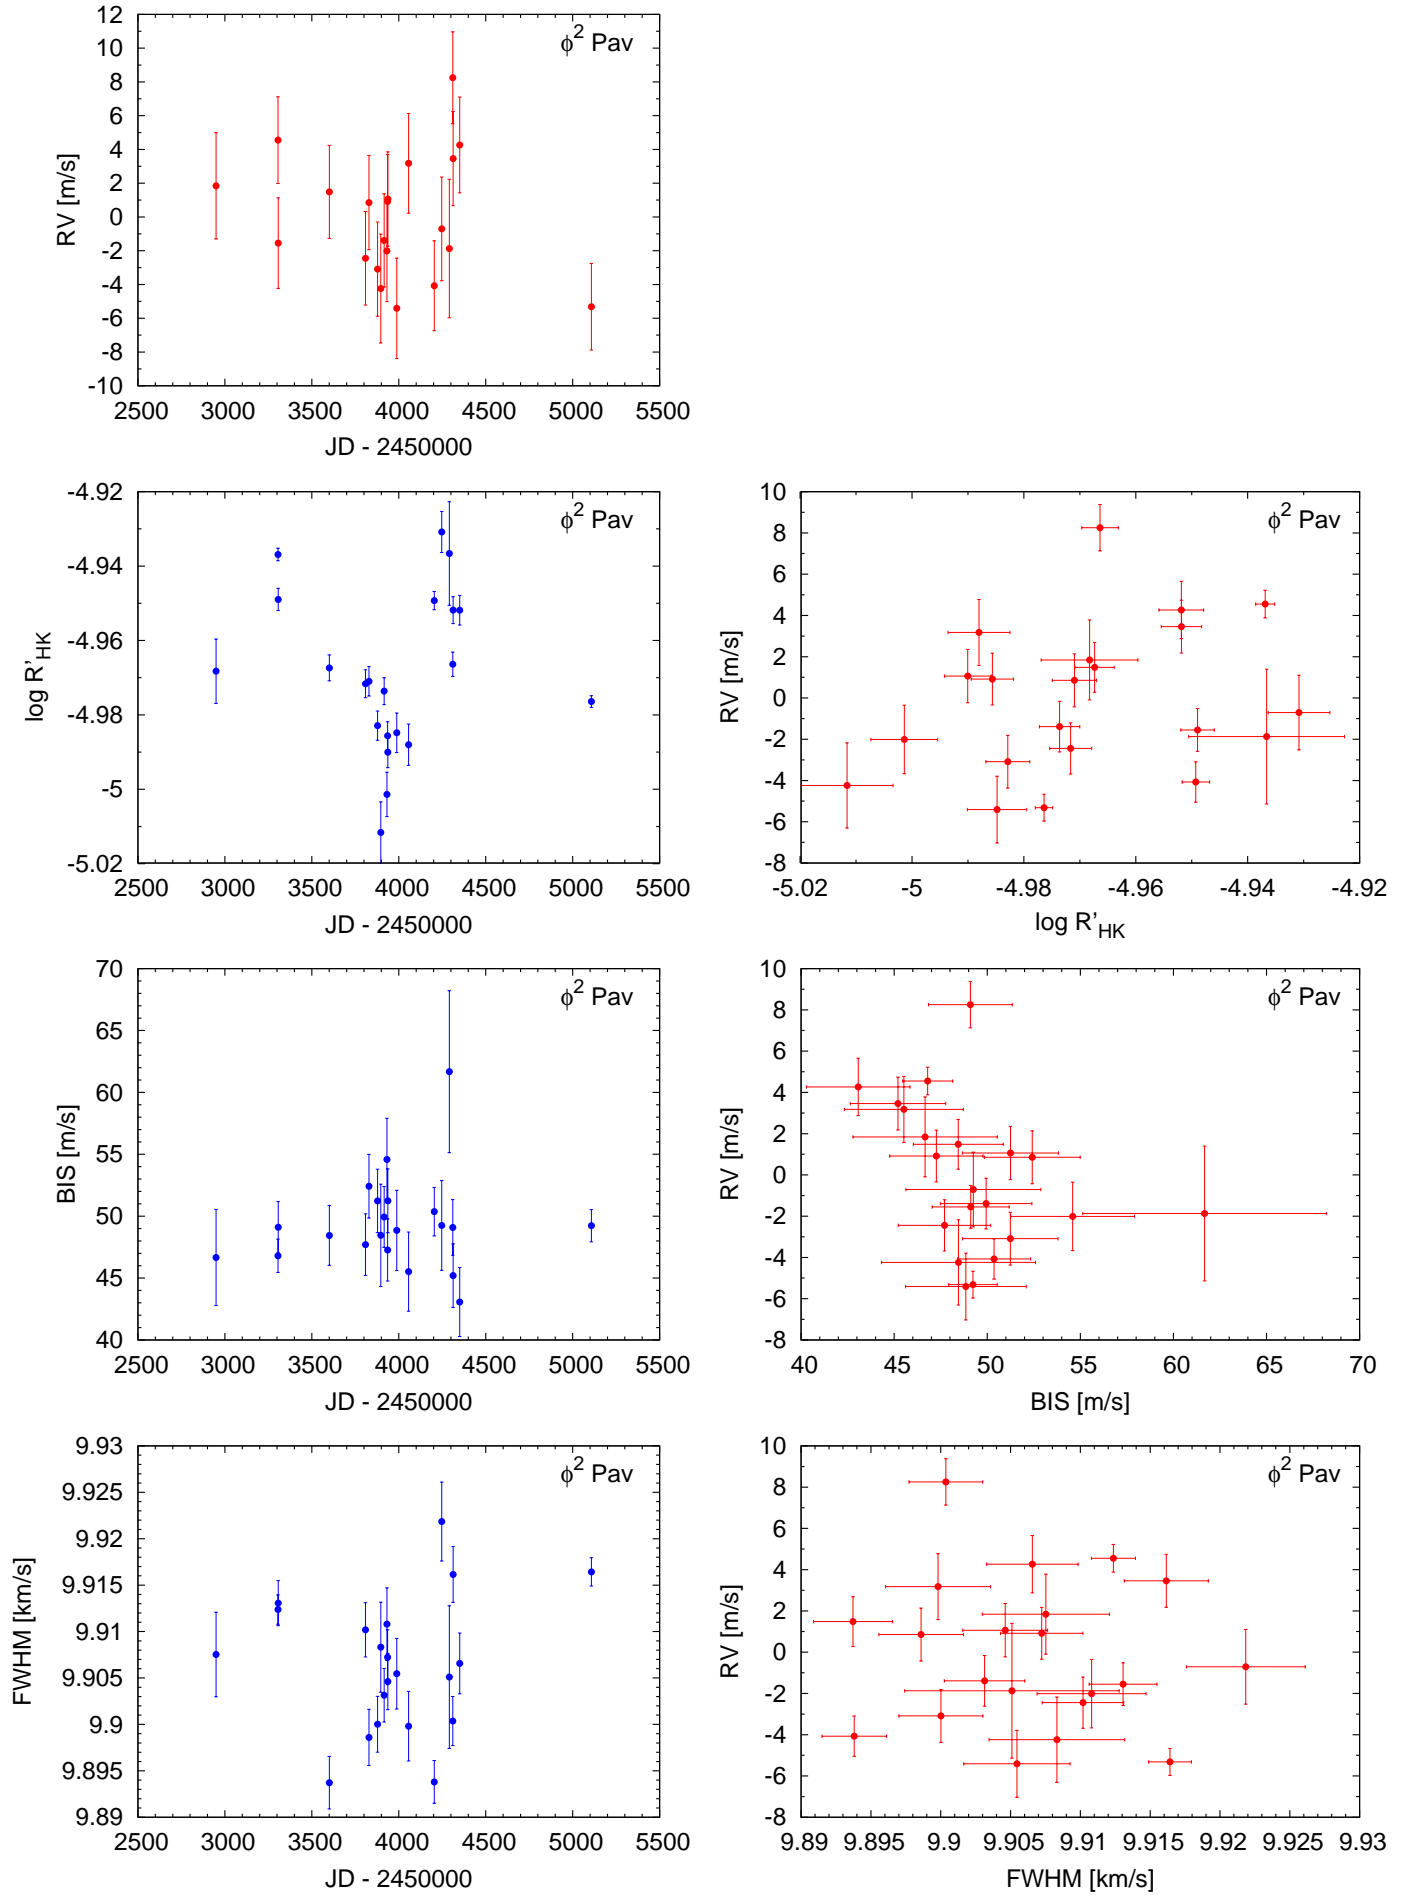 12
10
8
6
4
2
0
-2
-4
-6
-8
-10
RV [m/s]
φ² Pav
2500 3000 3500 4000 4500 5000 5500
JD - 2450000
-4.92
-4.94
-4.96
-4.98
-5
-5.02
log R'HK
φ² Pav
2500 3000 3500 4000 4500 5000 5500
JD - 2450000
10
8
6
4
2
0
-2
-4
-6
-8
RV [m/s]
φ² Pav
-5.02 -5 -4.98 -4.96 -4.94 -4.92
log R'HK
70
65
60
55
50
45
40
BIS [m/s]
φ² Pav
2500 3000 3500 4000 4500 5000 5500
JD - 2450000
10
8
6
4
2
0
-2
-4
-6
-8
RV [m/s]
φ² Pav
40 45 50 55 60 65 70
BIS [m/s]
9.93
9.925
9.92
9.915
9.91
9.905
9.9
9.895
9.89
FWHM [km/s]
φ² Pav
2500 3000 3500 4000 4500 5000 5500
JD - 2450000
10
8
6
4
2
0
-2
-4
-6
-8
RV [m/s]
φ² Pav
9.89 9.895 9.9 9.905 9.91 9.915 9.92 9.925 9.93
FWHM [km/s]